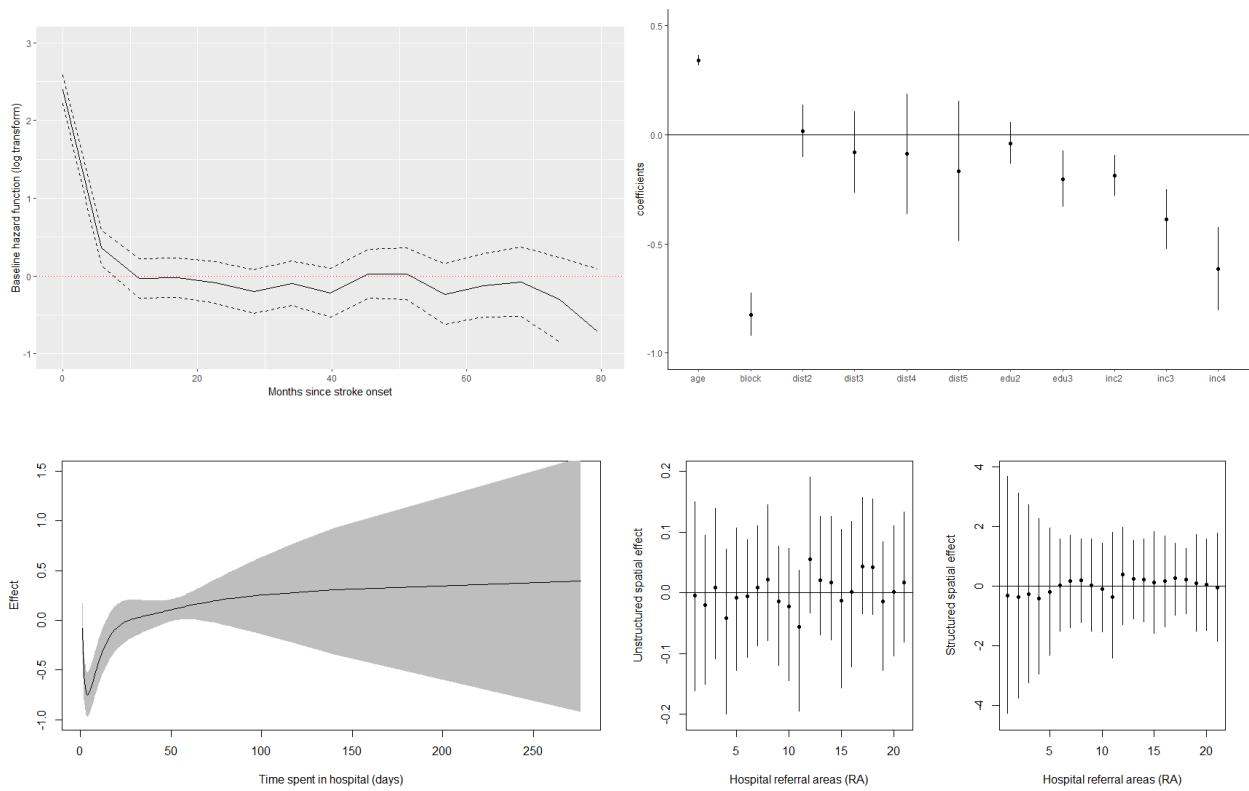 3
2
1
0
-1
Baseline hazard function (log transform)
0
20
40
60
80
Months since stroke onset
0.5
0.0
-0.5
-1.0
coefficients
age
block
dist2
dist3
dist4
dist5
edu2
edu3
inc2
inc3
inc4
1.5
1.0
0.5
0.0
-0.5
-1.0
Effect
0
50
100
150
200
250
Time spent in hospital (days)
0.2
0.1
0.0
-0.1
-0.2
Unstructured spatial effect
5
10
15
20
Hospital referral areas (RA)
4
2
0
-2
-4
Structured spatial effect
5
10
15
20
Hospital referral areas (RA)